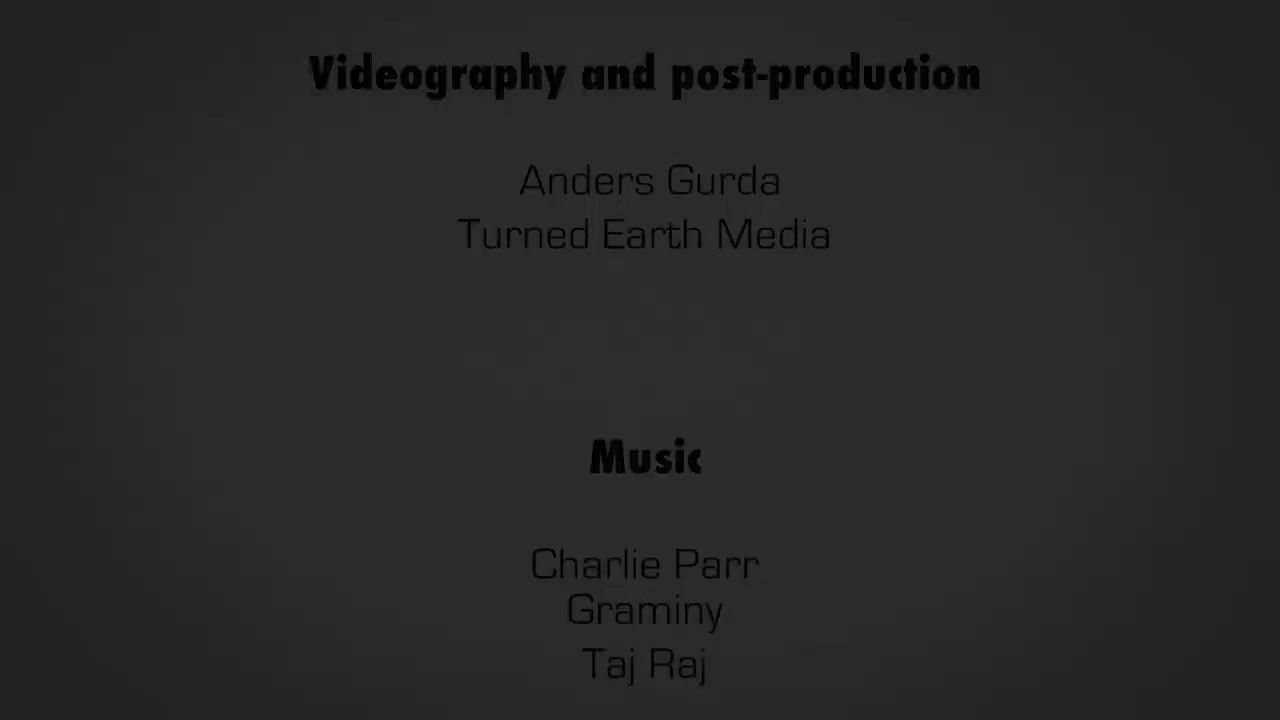 Videography and post-production
Anders Gurda
Turned Earth Media
Music
Charlie Parr
Graminy
Taj Raj